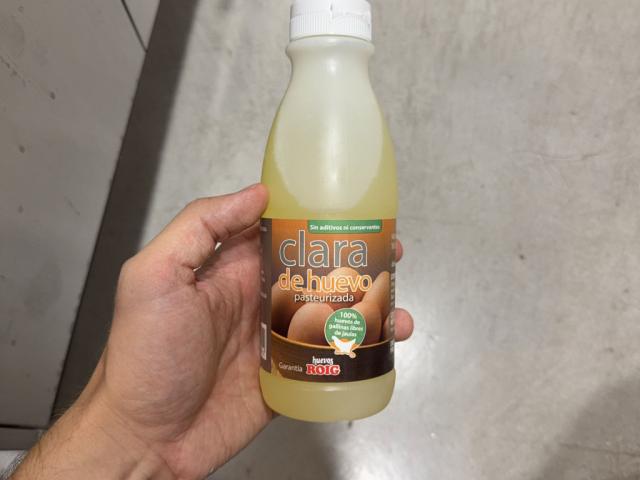 Sin aditivos ni conservantes
clara
de huevo
pasteurizada
100%
huevos de
gallinas libres
de jaulas
Garantía
huevos
ROIG